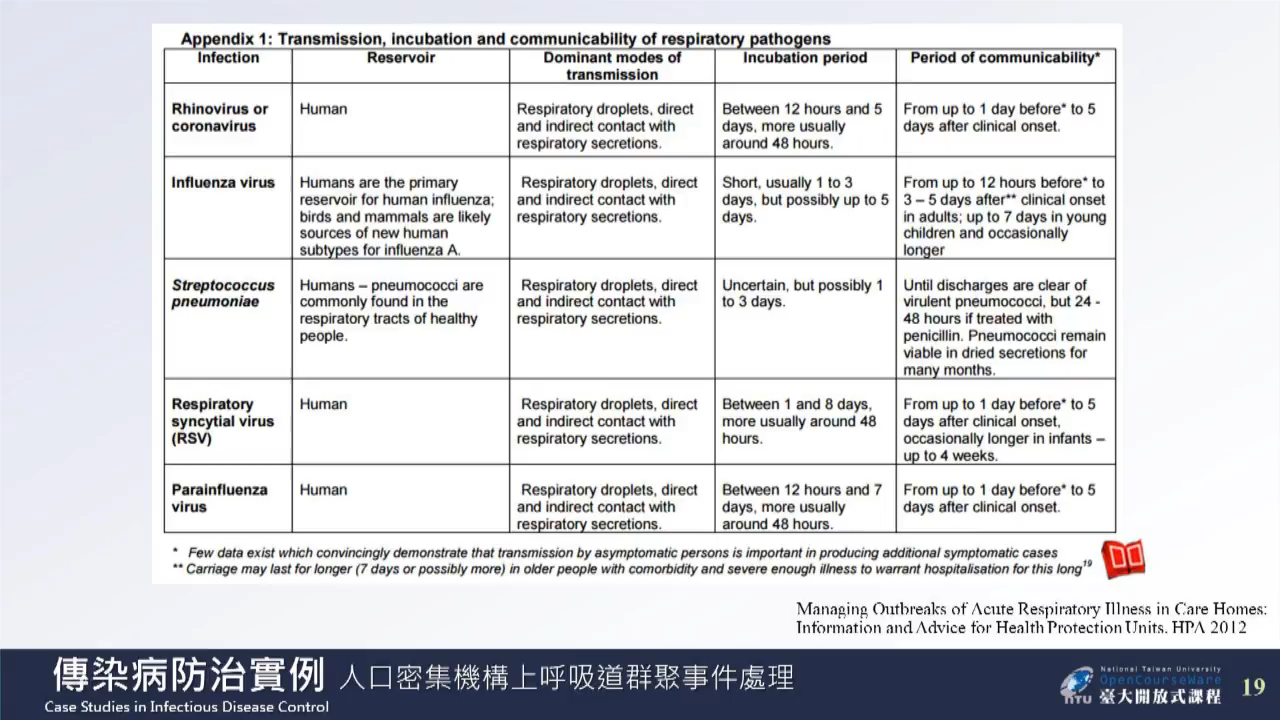 Appendix 1: Transmission, incubation and communicability of respiratory pathogens
Infection
Reservoir
Dominant modes of
transmission
Incubation period
Period of communicability*
Rhinovirus or
coronavirus
Human
Respiratory droplets, direct
and indirect contact with
respiratory secretions.
Between 12 hours and 5
days, more usually
around 48 hours.
From up to 1 day before* to 5
days after clinical onset.
Influenza virus
Humans are the primary
reservoir for human influenza;
birds and mammals are likely
sources of new human
subtypes for influenza A.
Respiratory droplets, direct
and indirect contact with
respiratory secretions.
Short, usually 1 to 3
days, but possibly up to 5
days.
From up to 12 hours before* to
3 – 5 days after** clinical onset
in adults; up to 7 days in young
children and occasionally
longer
Streptococcus
pneumoniae
Humans – pneumococci are
commonly found in the
respiratory tracts of healthy
people.
Respiratory droplets, direct
and indirect contact with
respiratory secretions.
Uncertain, but possibly 1
to 3 days.
Until discharges are clear of
virulent pneumococci, but 24 -
48 hours if treated with
penicillin. Pneumococci remain
viable in dried secretions for
many months.
Respiratory
syncytial virus
(RSV)
Human
Respiratory droplets, direct
and indirect contact with
respiratory secretions.
Between 1 and 8 days,
more usually around 48
hours.
From up to 1 day before* to 5
days after clinical onset,
occasionally longer in infants –
up to 4 weeks.
Parainfluenza
virus
Human
Respiratory droplets, direct
and indirect contact with
respiratory secretions.
Between 12 hours and 7
days, more usually
around 48 hours.
From up to 1 day before* to 5
days after clinical onset.
* Few data exist which convincingly demonstrate that transmission by asymptomatic persons is important in producing additional symptomatic cases
** Carriage may last for longer (7 days or possibly more) in older people with comorbidity and severe enough illness to warrant hospitalisation for this long19
Managing Outbreaks of Acute Respiratory Illness in Care Homes:
Information and Advice for Health Protection Units. HPA 2012
傳染病防治實例 人口密集機構上呼吸道群聚事件處理
Case Studies in Infectious Disease Control
NTU
National Taiwan University
OpenCourseWare
臺大開放式課程
19